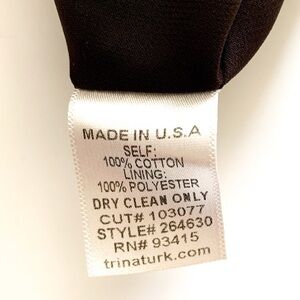 MADE IN U.S.A
SELF:
100% COTTON
LINING:
100% POLYESTER
DRY CLEAN ONLY
CUT# 103077
STYLE# 264630
RN# 93415
trinaturk.com